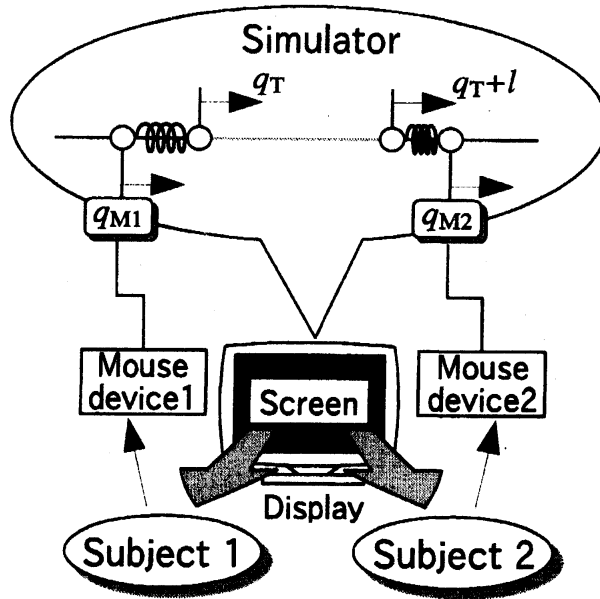 Simulator
qT
qT+l
qM1
qM2
Mouse
device1
Screen
Mouse
device2
Display
Subject 1
Subject 2